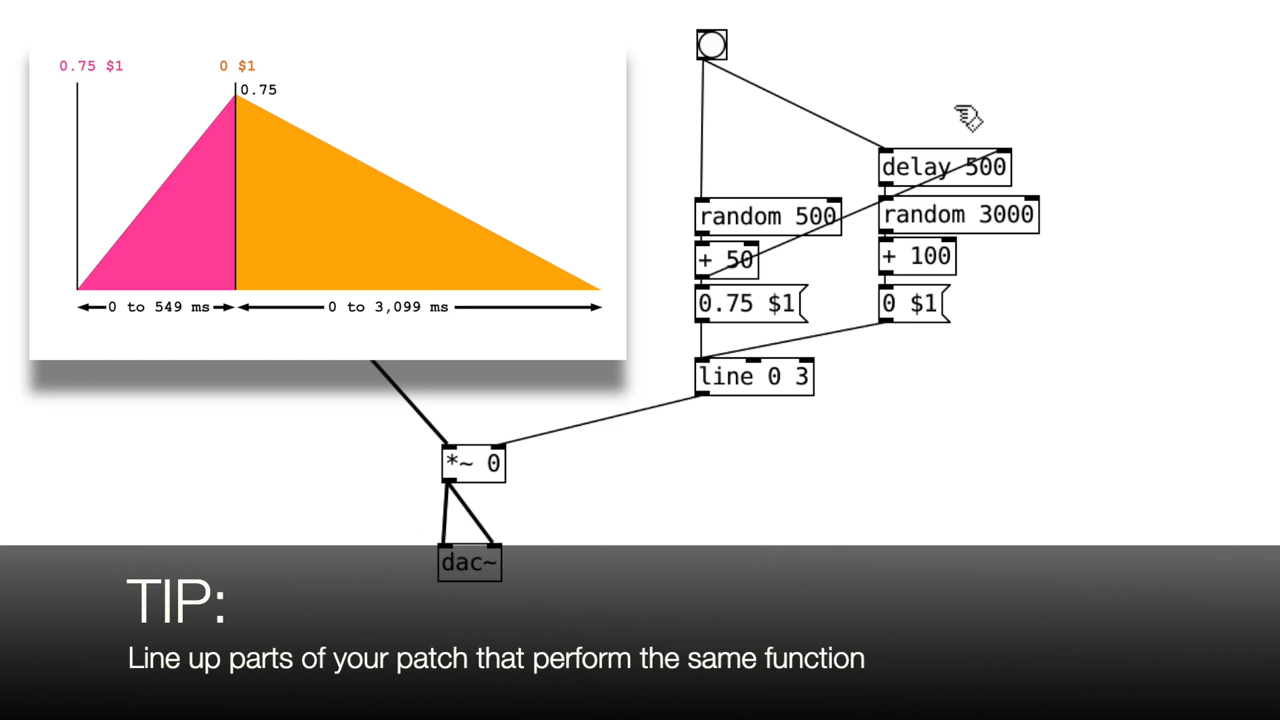 0.75 $1
0 $1
0.75
0 to 549 ms
0 to 3,099 ms
delay 500
random 500
random 3000
+ 50
+ 100
0.75 $1
0 $1
line 0 3
*~ 0
dac~
TIP:
Line up parts of your patch that perform the same function